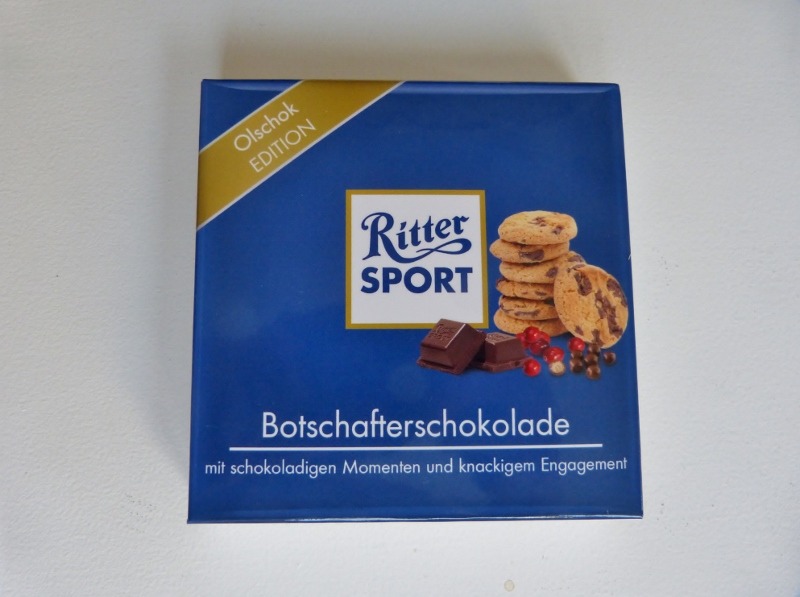 Olschok
EDITION
Ritter
SPORT
Botschafterschokolade
mit schokoladigen Momenten und knackigem Engagement